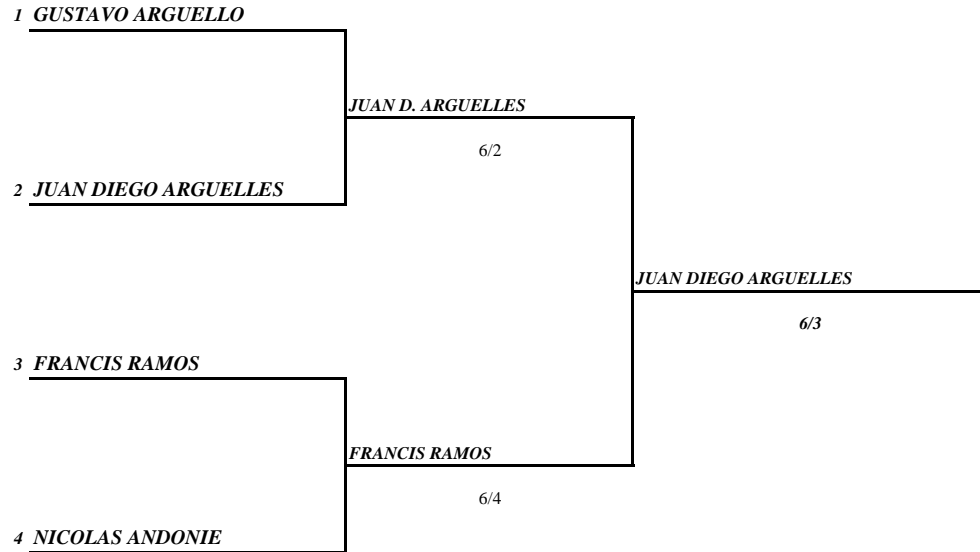 1 GUSTAVO ARGUELLO
JUAN D. ARGUELLES
6/2
2 JUAN DIEGO ARGUELLES
JUAN DIEGO ARGUELLES
6/3
3 FRANCIS RAMOS
FRANCIS RAMOS
6/4
4 NICOLAS ANDONIE